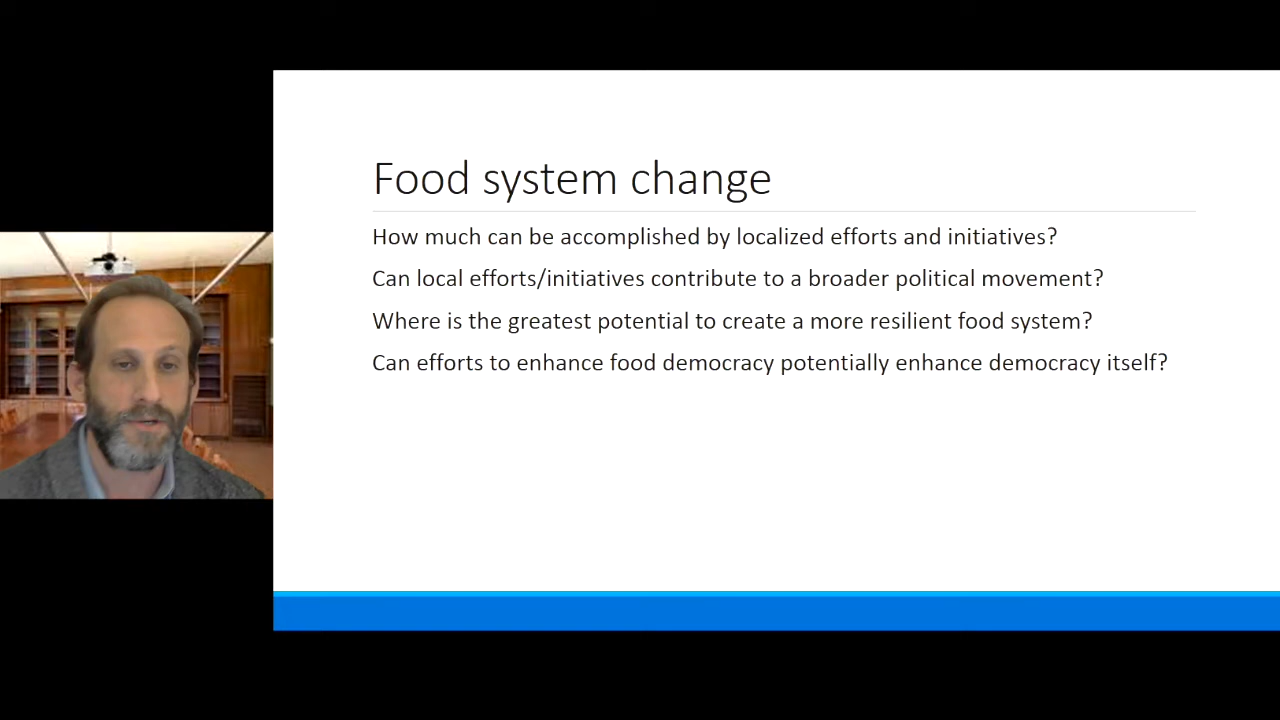 Food system change
How much can be accomplished by localized efforts and initiatives?
Can local efforts/initiatives contribute to a broader political movement?
Where is the greatest potential to create a more resilient food system?
Can efforts to enhance food democracy potentially enhance democracy itself?